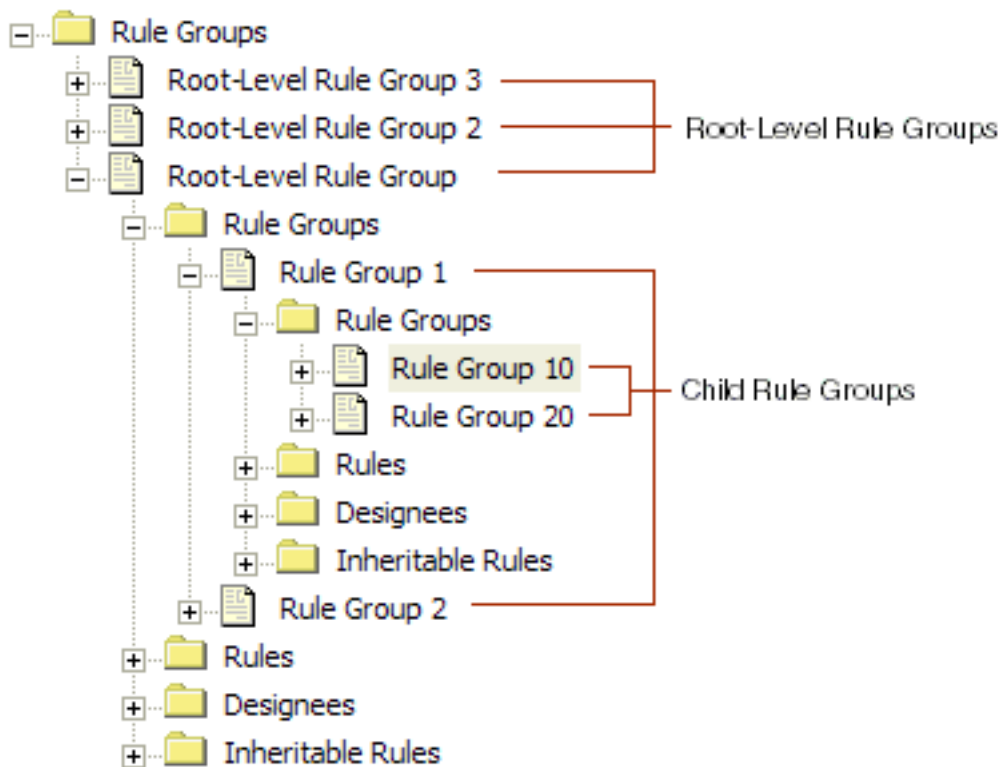 Rule Groups
Root-Level Rule Group 3
Root-Level Rule Group 2
Root-Level Rule Groups
Root-Level Rule Group
Rule Groups
Rule Group 1
Rule Groups
Rule Group 10
Child Rule Groups
Rule Group 20
Rules
Designees
Inheritable Rules
Rule Group 2
Rules
Designees
Inheritable Rules